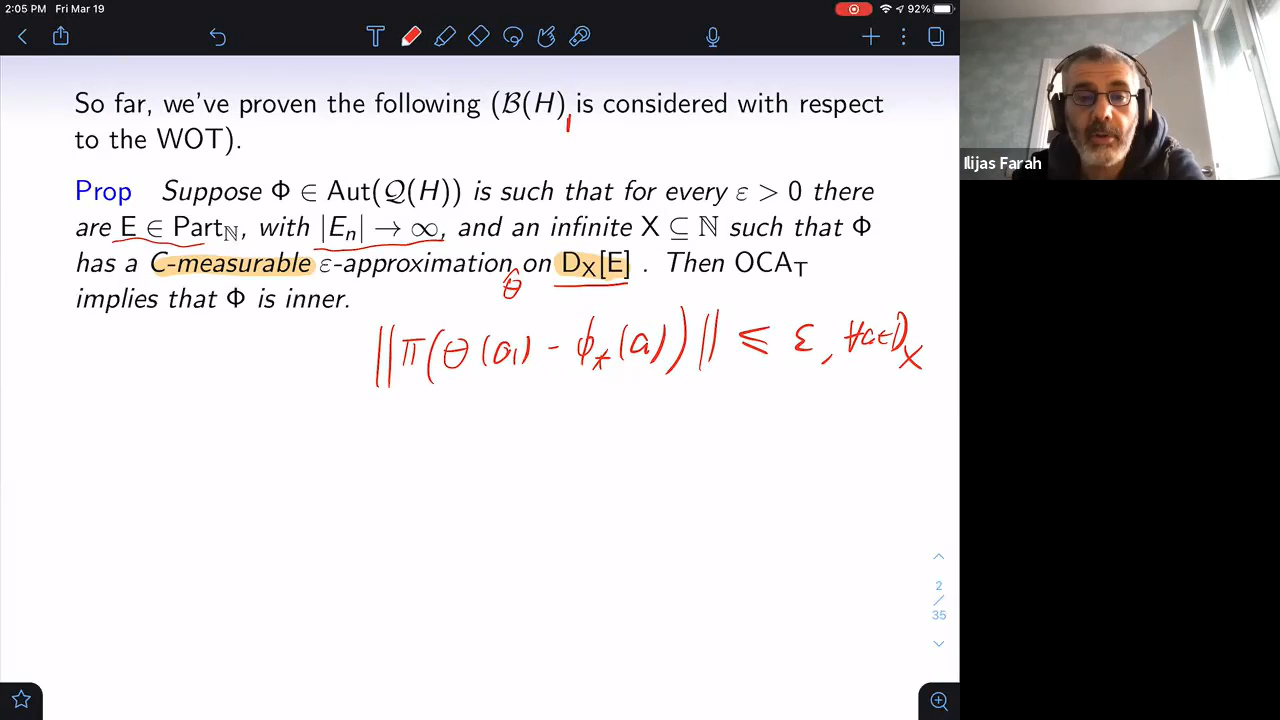 2:05 PM Fri Mar 19
92%
So far, we've proven the following (ℬ(H)₁ is considered with respect
to the WOT).
Prop Suppose Φ ∈ Aut(𝒬(H)) is such that for every ε > 0 there
are E ∈ Part_ℕ, with |Eₙ| → ∞, and an infinite X ⊆ ℕ such that Φ
has a C-measurable ε-approximation on D_X[E] . Then OCA_T
θ
implies that Φ is inner.
‖π(θ(a) − ϕ_*(a))‖ ≤ ε, ∀a∈D_X
2
/
35
Ilijas Farah